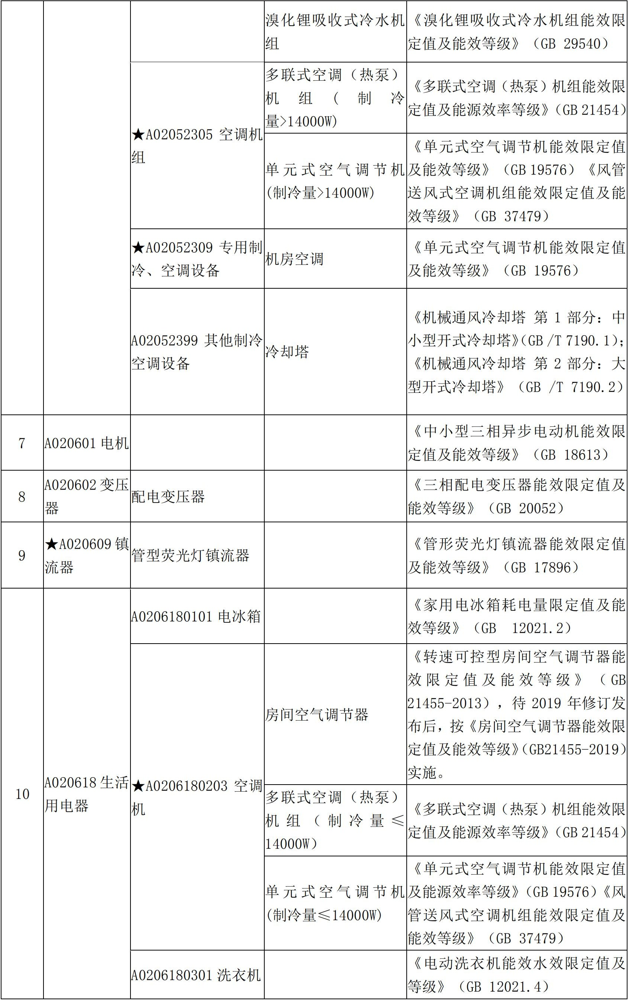 溴化锂吸收式冷水机
组
《溴化锂吸收式冷水机组能效限
定值及能效等级》（GB 29540）
★A02052305 空调机
组
多联式空调（热泵）
机组(制冷
量>14000W)
《多联式空调（热泵）机组能效限
定值及能源效率等级》（GB 21454）
单元式空气调节机
(制冷量>14000W)
《单元式空气调节机能效限定值
及能效等级》（GB 19576）《风管
送风式空调机组能效限定值及能
效等级》（GB 37479）
★A02052309 专用制
冷、空调设备
机房空调
《单元式空气调节机能效限定值
及能效等级》（GB 19576）
A02052399 其他制冷
空调设备
冷却塔
《机械通风冷却塔 第 1 部分：中
小型开式冷却塔》（GB /T 7190.1）；
《机械通风冷却塔 第 2 部分：大
型开式冷却塔》（GB /T 7190.2）
7
A020601 电机
《中小型三相异步电动机能效限
定值及能效等级》（GB 18613）
8
A020602 变压
器
配电变压器
《三相配电变压器能效限定值及
能效等级》（GB 20052）
9
★A020609 镇
流器
管型荧光灯镇流器
《管形荧光灯镇流器能效限定值
及能效等级》（GB 17896）
10
A020618 生活
用电器
A0206180101 电冰箱
《家用电冰箱耗电量限定值及能
效等级》（GB 12021.2）
★A0206180203 空调
机
房间空气调节器
《转速可控型房间空气调节器能
效限定值及能效等级》（GB
21455-2013），待 2019 年修订发
布后，按《房间空气调节器能效限
定值及能效等级》（GB21455-2019）
实施。
多联式空调（热泵）
机组（制冷量≤
14000W）
《多联式空调（热泵）机组能效限
定值及能源效率等级》（GB 21454）
单元式空气调节机
(制冷量≤14000W)
《单元式空气调节机能效限定值
及能源效率等级》（GB 19576）《风
管送风式空调机组能效限定值及
能效等级》（GB 37479）
A0206180301 洗衣机
《电动洗衣机能效水效限定值及
等级》（GB 12021.4）